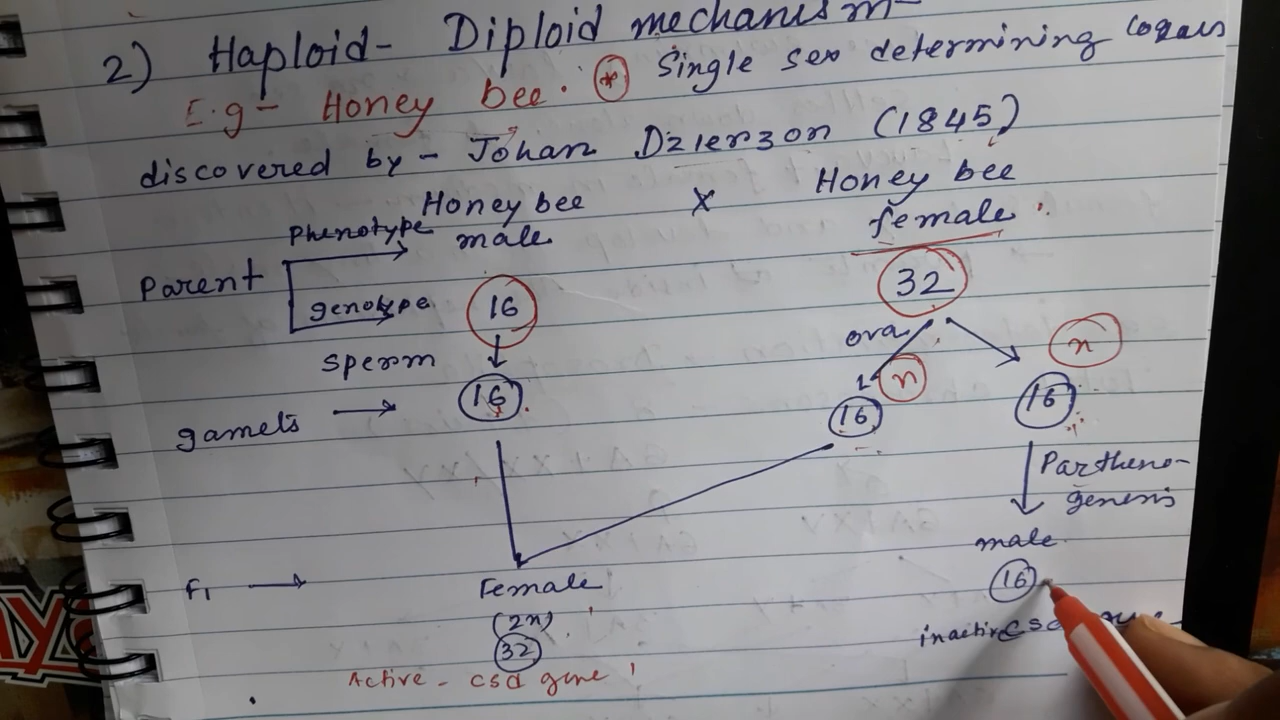 2) Haploid- Diploid mechanism
E.g - Honey bee. * Single sex determining locus
discovered by - Johan Dzierzon (1845)
Honey bee male X Honey bee female
Parent
Phenotype
genotype 16 32
sperm ova n n
gamets 16 16 16
Partheno-
genesis
male
16
F1 Female
(2n)
32
inactive csd
Active - csd gene